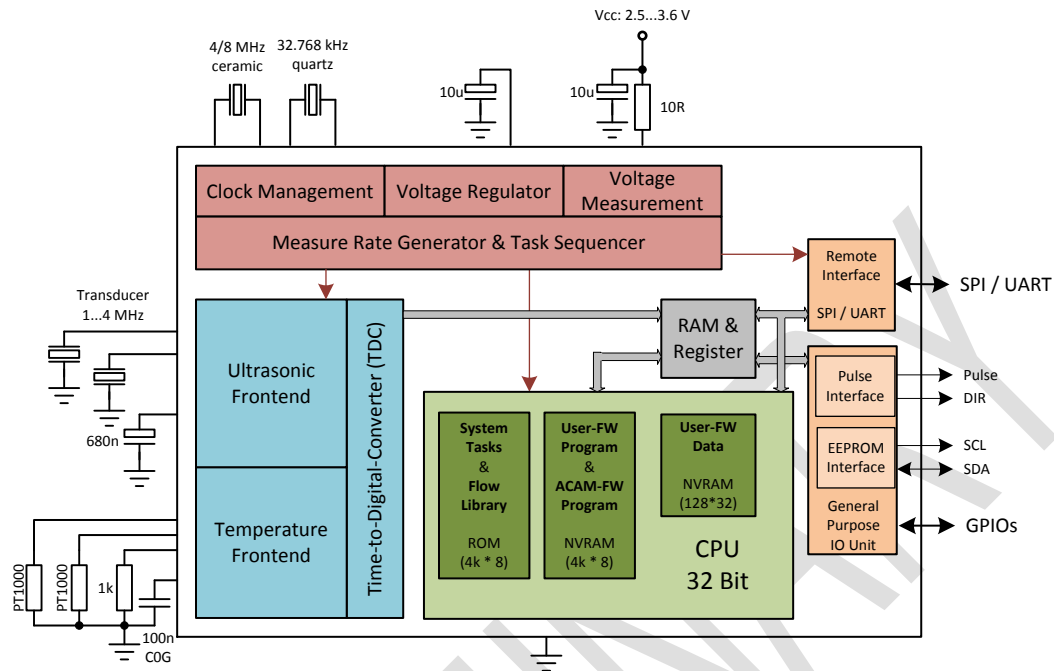 Vcc: 2.5...3.6 V
4/8 MHz
ceramic
32.768 kHz
quartz
10u
10u
10R
Clock Management
Voltage Regulator
Voltage
Measurement
Measure Rate Generator & Task Sequencer
Remote
Interface
SPI / UART
SPI / UART
Transducer
1...4 MHz
680n
Ultrasonic
Frontend
Time-to-Digital-Converter (TDC)
RAM &
Register
Pulse
Interface
Pulse
DIR
EEPROM
Interface
SCL
SDA
General
Purpose
IO Unit
GPIOs
System
Tasks
&
Flow
Library
ROM
(4k * 8)
User-FW
Program
&
ACAM-FW
Program
NVRAM
(4k * 8)
User-FW
Data
NVRAM
(128*32)
CPU
32 Bit
Temperature
Frontend
PT1000
PT1000
1k
100n
C0G